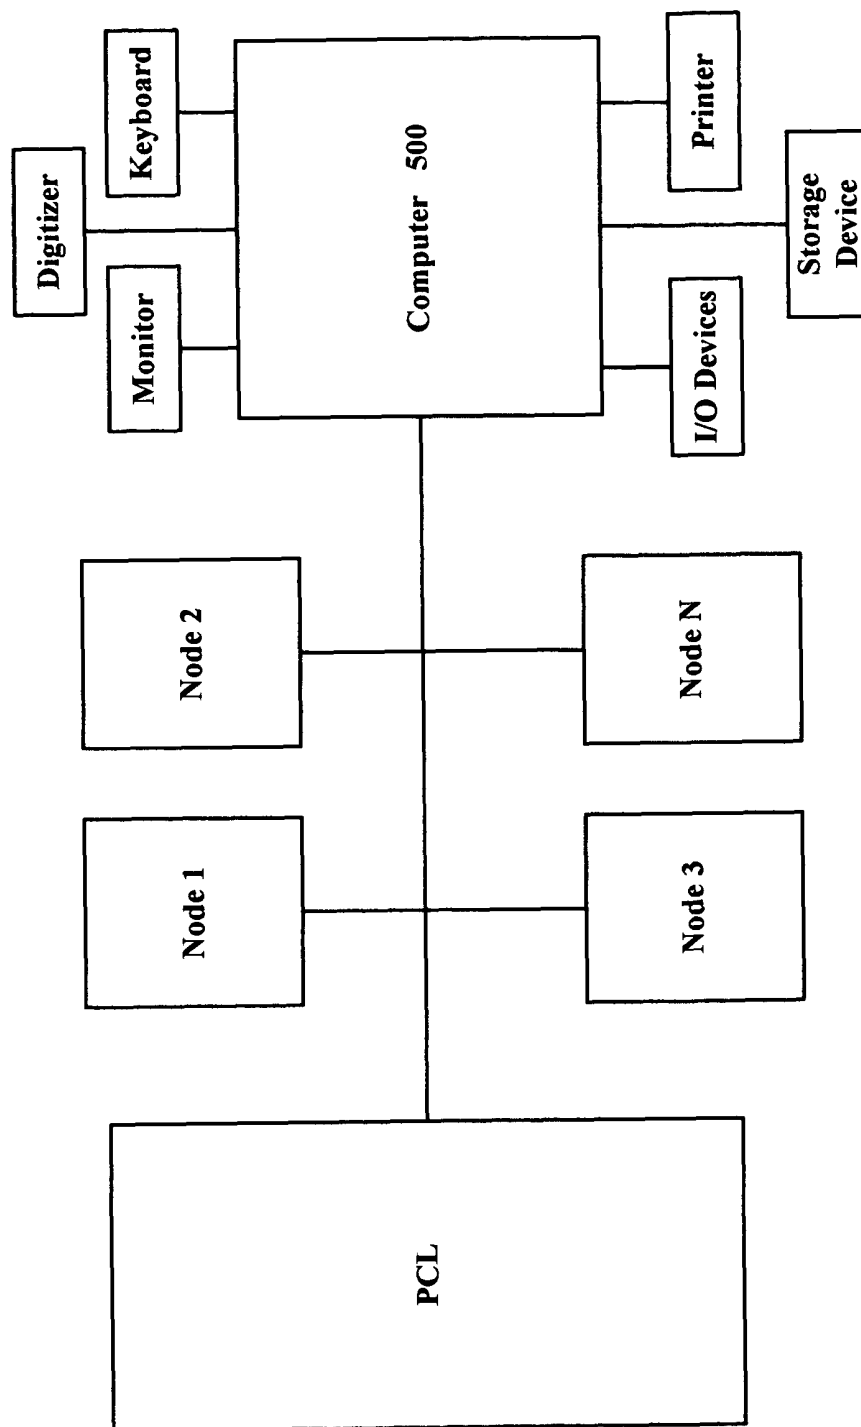 Digitizer
Monitor
Keyboard
Node 1
Node 2
PCL
Computer 500
Node 3
Node N
I/O Devices
Printer
Storage
Device